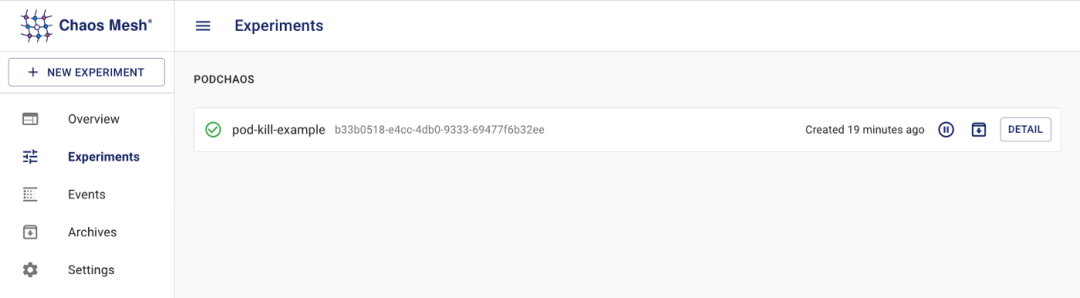 Chaos Mesh®
Experiments
+ NEW EXPERIMENT
Overview
Experiments
Events
Archives
Settings
PODCHAOS
pod-kill-example b33b0518-e4cc-4db0-9333-69477f6b32ee Created 19 minutes ago DETAIL